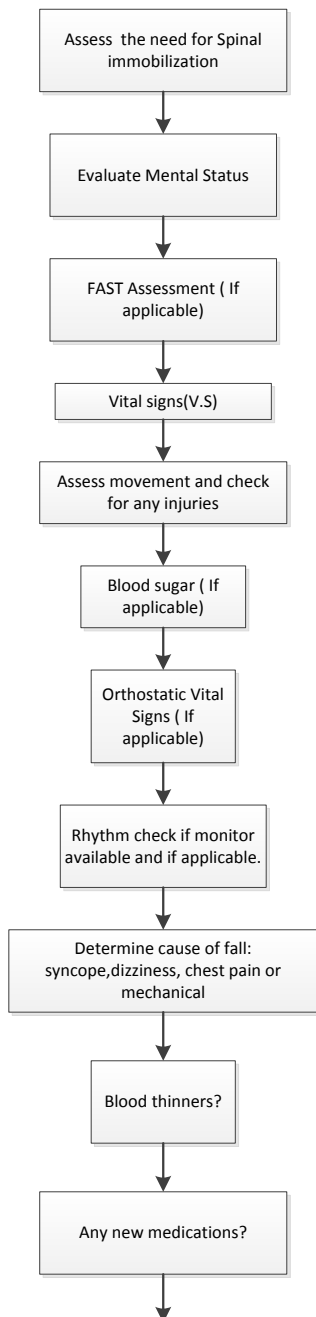 Assess  the need for Spinal
immobilization
Evaluate Mental Status
FAST Assessment ( If
applicable)
Vital signs(V.S)
Assess movement and check
for any injuries
Blood sugar ( If
applicable)
Orthostatic Vital
Signs ( If
applicable)
Rhythm check if monitor
available and if applicable.
Determine cause of fall:
syncope,dizziness, chest pain or
mechanical
Blood thinners?
Any new medications?